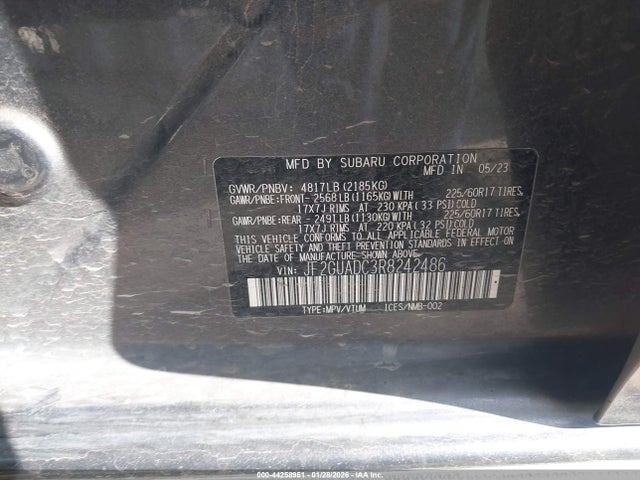 MFD BY SUBARU CORPORATION
MFD IN 05/23
GVWR/PNBV: 4817LB (2185KG)
GAWR/PNBE:FRONT- 2568LB(1165KG)WITH 225/60R17 TIRES,
17X7J RIMS AT 230 KPA( 33 PSI)COLD
GAWR/PNBE:REAR - 2491LB(1130KG)WITH 225/60R17 TIRES,
17X7J RIMS AT 220 KPA( 32 PSI)COLD
THIS VEHICLE CONFORMS TO ALL APPLICABLE FEDERAL MOTOR
VEHICLE SAFETY AND THEFT PREVENTION STANDARDS IN EFFECT ON
THE DATE OF MANUFACTURE SHOWN ABOVE.
VIN: JF2GUADC3R8242486
TYPE:MPV/VTUM ICES/NMB-002
000-44258951 - 01/28/2026 - © IAA Inc.